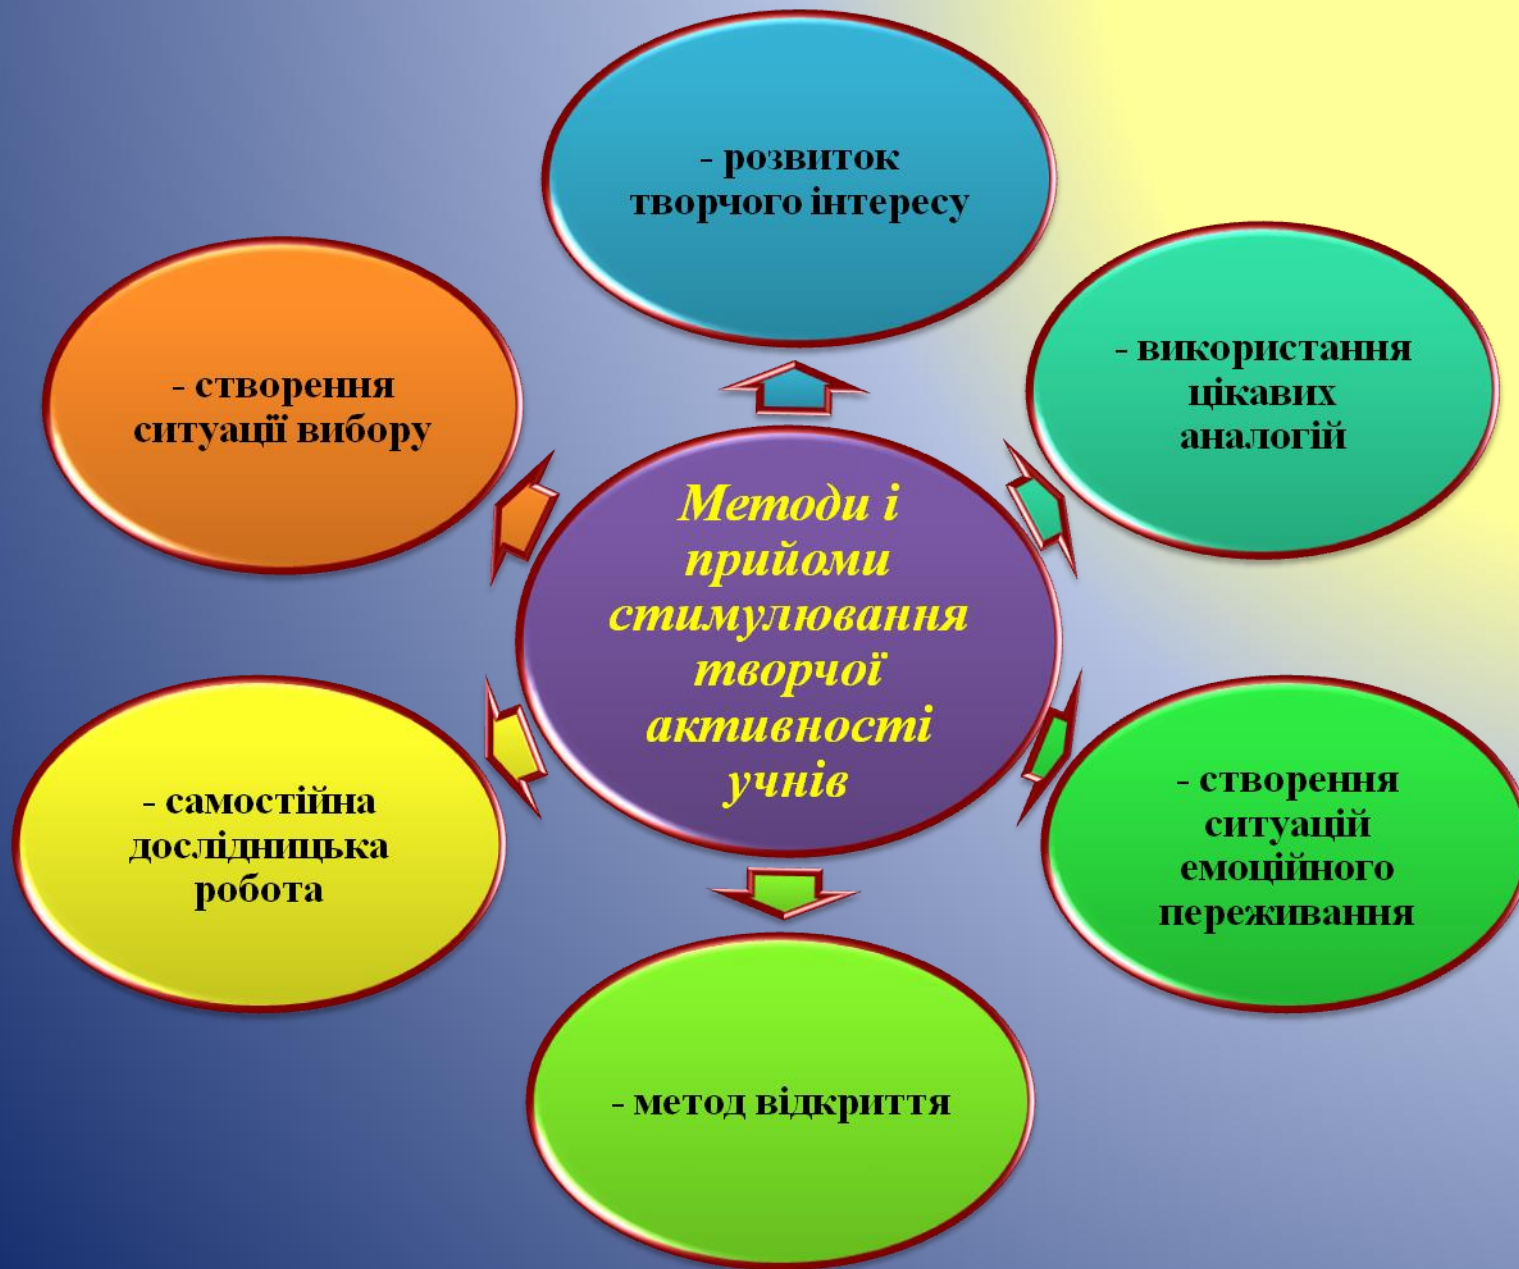 - розвиток
творчого інтересу
- створення
ситуації вибору
- використання
цікавих
аналогій
Методи і
прийоми
стимулювання
творчої
активності
учнів
- самостійна
дослідницька
робота
- створення
ситуацій
емоційного
переживання
- метод відкриття